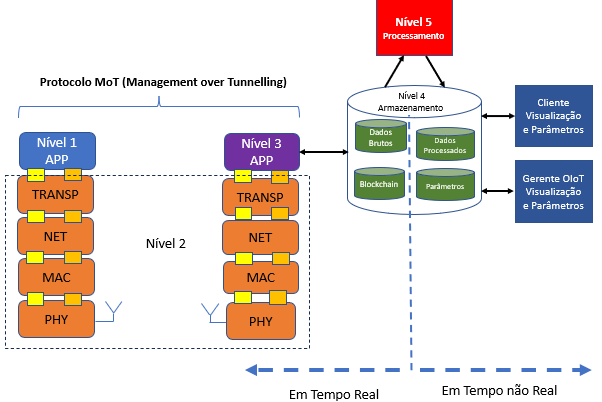 Nível 5
Processamento
Protocolo MoT (Management over Tunnelling)
Nível 4
Armazenamento
Dados
Brutos
Dados
Processados
Blockchain
Parâmetros
Cliente
Visualização
e Parâmetros
Gerente OIoT
Visualização
e Parâmetros
Nível 1
APP
Nível 3
APP
TRANSP
NET
MAC
PHY
Nível 2
TRANSP
NET
MAC
PHY
Em Tempo Real
Em Tempo não Real